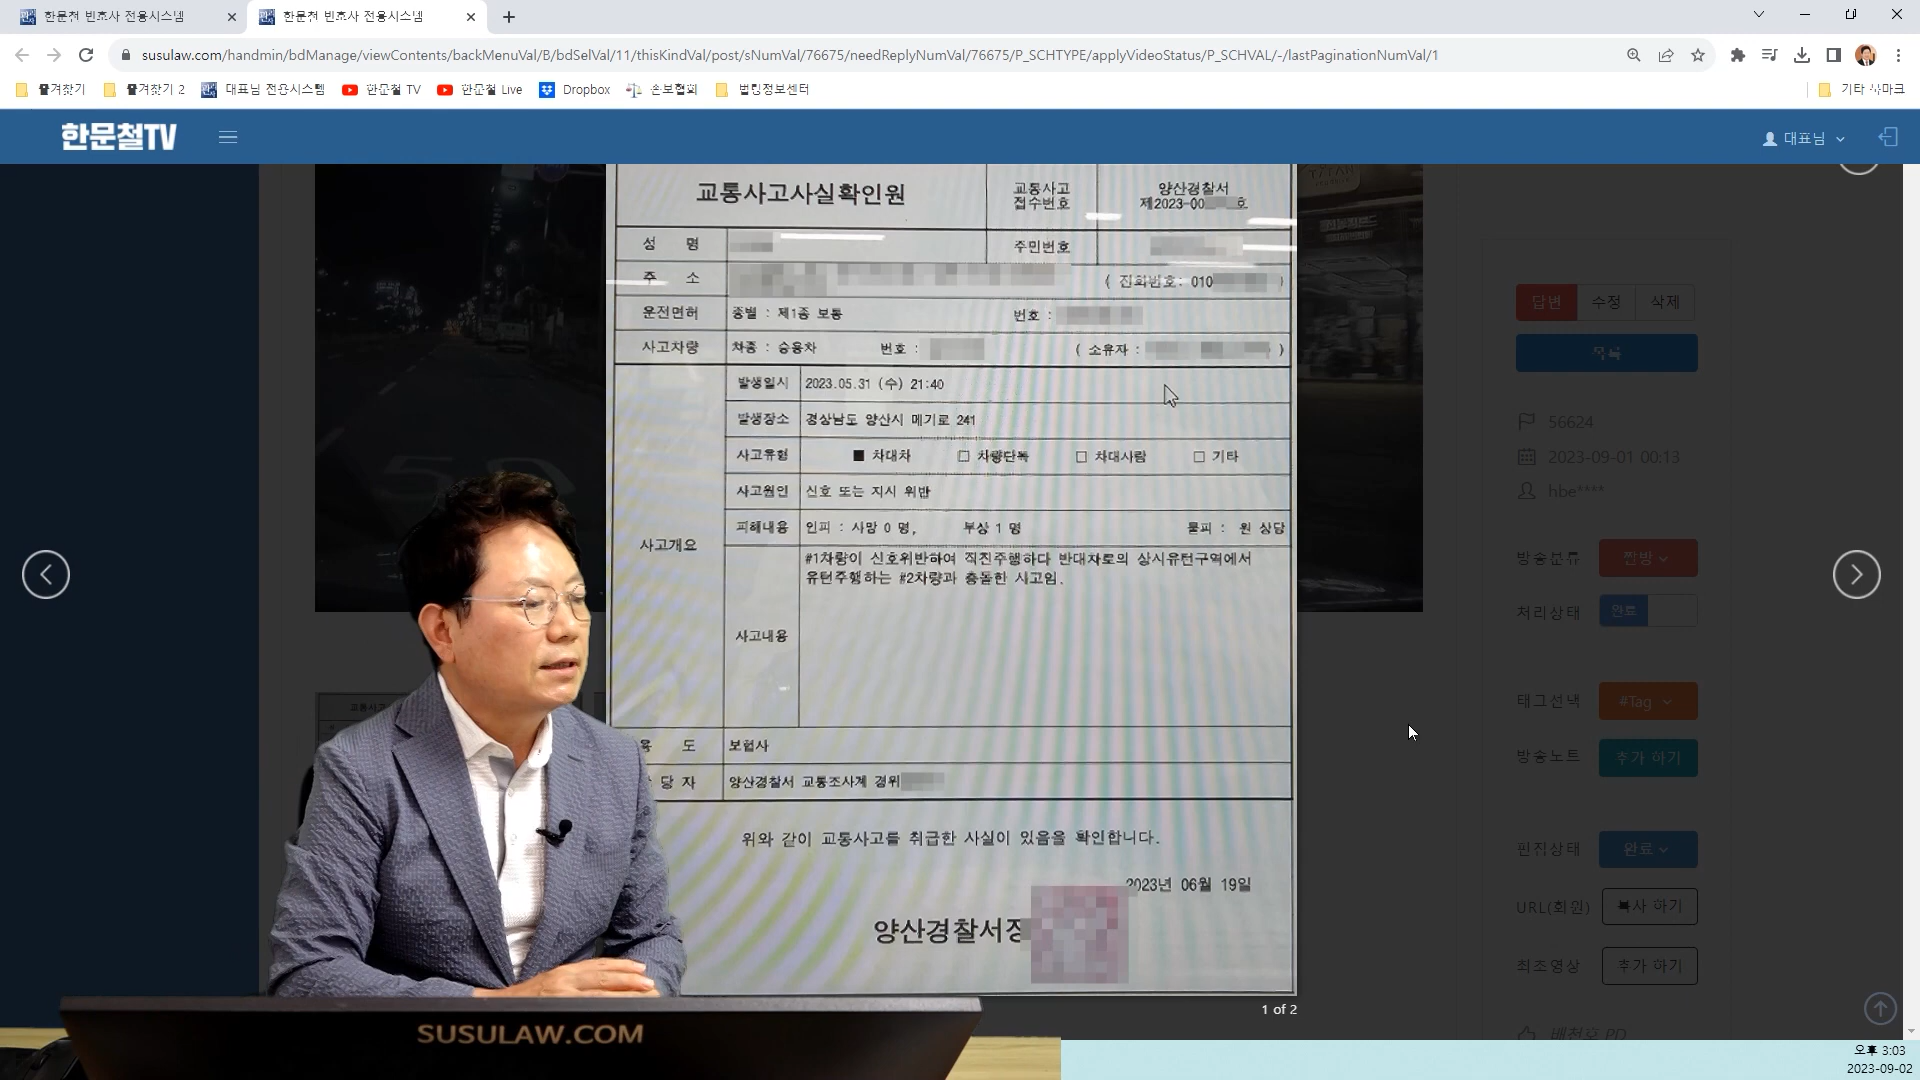 한문철 변호사 전용시스템
한문철 변호사 전용시스템
susulaw.com/handmin/bdManage/viewContents/backMenuVal/B/bdSelVal/11/thisKindVal/post/sNumVal/76675/needReplyNumVal/76675/P_SCHTYPE/applyVideoStatus/P_SCHVAL/-/lastPaginationNumVal/1
즐겨찾기
즐겨찾기 2
대표님 전용시스템
한문철 TV
한문철 Live
Dropbox
손보협회
법팅정보센터
기타 북마크
한문철TV
대표님
교통사고사실확인원
교통사고
접수번호
양산경찰서
제2023-00 호
성 명
주민번호
주 소
( 전화번호: 010 )
운전면허
종별 : 제1종 보통
번호 :
사고차량
차종 : 승용차
번호 :
( 소유자 : )
사고개요
발생일시
2023.05.31 (수) 21:40
발생장소
경상남도 양산시 메기로 241
사고유형
■ 차대차 □ 차량단독 □ 차대사람 □ 기타
사고원인
신호 또는 지시 위반
피해내용
인피 : 사망 0 명, 부상 1 명 물피 : 원 상당
사고내용
#1차량이 신호위반하여 직진주행하다 반대차로의 상시유턴구역에서
유턴주행하는 #2차량과 충돌한 사고임.
용 도
보험사
당 자
양산경찰서 교통조사계 경위
위와 같이 교통사고를 취급한 사실이 있음을 확인합니다.
2023년 06월 19일
양산경찰서장
1 of 2
답변
수정
삭제
목록
56624
2023-09-01 00:13
hbe****
방송분류
짠방
처리상태
완료
태그선택
#Tag
방송노트
추가 하기
편집상태
완료
URL(회원)
복사 하기
최초영상
추가 하기
50
SUSULAW.COM
오후 3:03
2023-09-02